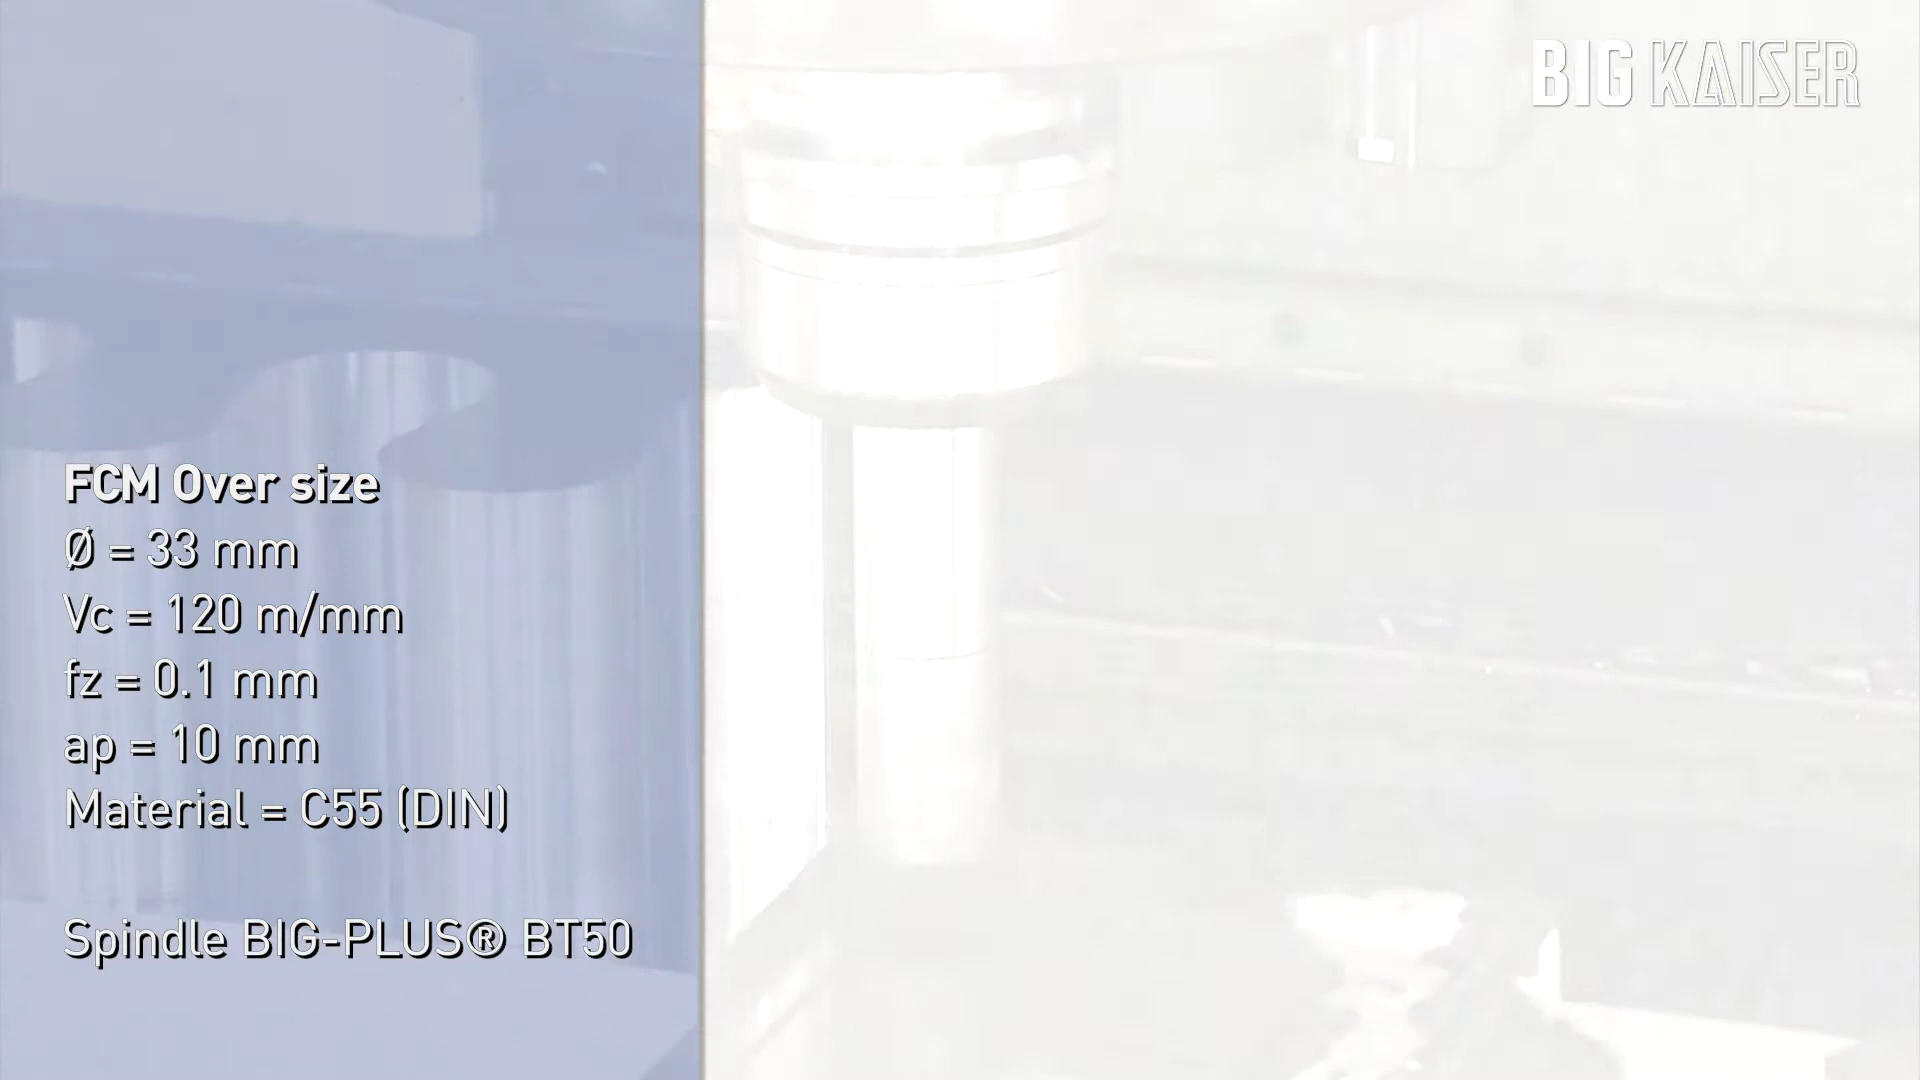 BIG KAISER
FCM Over size
Ø = 33 mm
Vc = 120 m/mm
fz = 0.1 mm
ap = 10 mm
Material = C55 (DIN)
Spindle BIG-PLUS® BT50